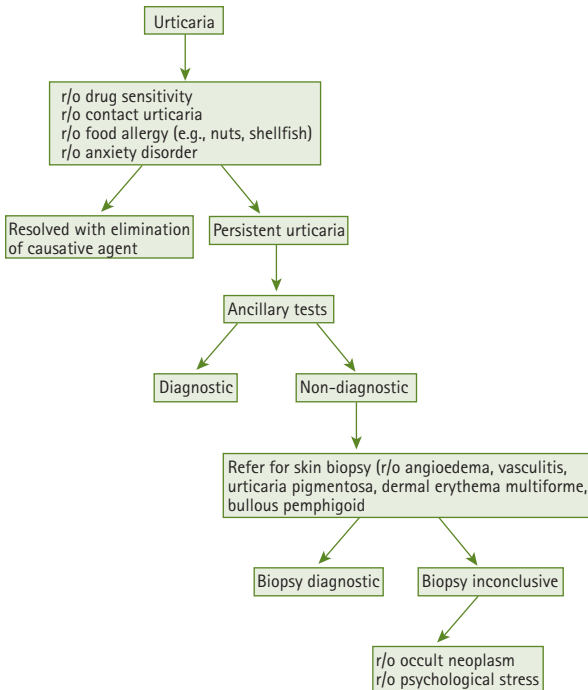 Urticaria
r/o drug sensitivity
r/o contact urticaria
r/o food allergy (e.g., nuts, shellfish)
r/o anxiety disorder
Resolved with elimination
of causative agent
Persistent urticaria
Ancillary tests
Diagnostic
Non-diagnostic
Refer for skin biopsy (r/o angioedema, vasculitis,
urticaria pigmentosa, dermal erythema multiforme,
bullous pemphigoid
Biopsy diagnostic
Biopsy inconclusive
r/o occult neoplasm
r/o psychological stress